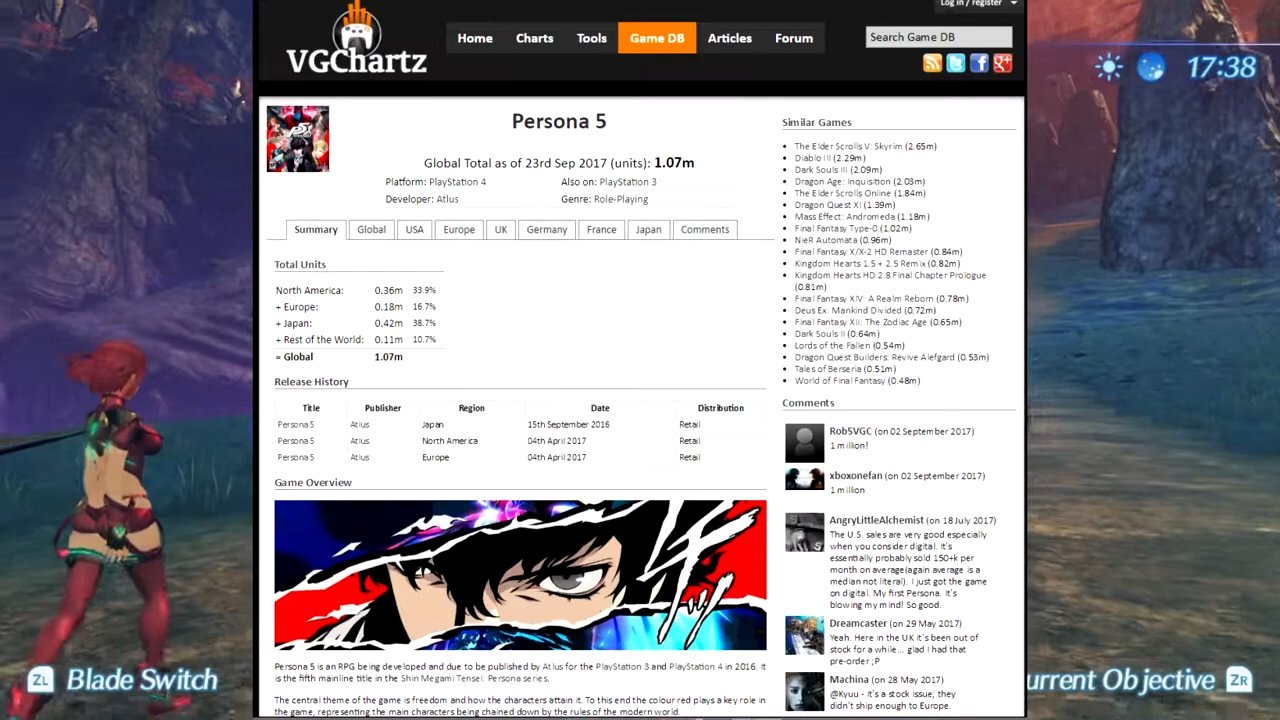 Log in / register
VGChartz
Home Charts Tools Game DB Articles Forum
Search Game DB
17:38
Persona 5
Global Total as of 23rd Sep 2017 (units): 1.07m
Platform: PlayStation 4 Also on: PlayStation 3
Developer: Atlus Genre: Role-Playing
Summary Global USA Europe UK Germany France Japan Comments
Total Units
North America: 0.36m 33.9%
+ Europe: 0.18m 16.7%
+ Japan: 0.42m 38.7%
+ Rest of the World: 0.11m 10.7%
= Global 1.07m
Release History
Title Publisher Region Date Distribution
Persona 5 Atlus Japan 15th September 2016 Retail
Persona 5 Atlus North America 04th April 2017 Retail
Persona 5 Atlus Europe 04th April 2017 Retail
Game Overview
Persona 5 is an RPG being developed and due to be published by Atlus for the PlayStation 3 and PlayStation 4 in 2016. It
is the fifth mainline title in the Shin Megami Tensei: Persona series.
The central theme of the game is freedom and how the characters attain it. To this end the colour red plays a key role in
the game, representing the main characters being chained down by the rules of the modern world.
Similar Games
The Elder Scrolls V: Skyrim (2.65m)
Diablo III (2.29m)
Dark Souls III (2.09m)
Dragon Age: Inquisition (2.03m)
The Elder Scrolls Online (1.84m)
Dragon Quest XI (1.39m)
Mass Effect: Andromeda (1.18m)
Final Fantasy Type-0 (1.02m)
NieR Automata (0.96m)
Final Fantasy X/X-2 HD Remaster (0.84m)
Kingdom Hearts 1.5 + 2.5 Remix (0.82m)
Kingdom Hearts HD 2.8 Final Chapter Prologue
(0.81m)
Final Fantasy XIV: A Realm Reborn (0.78m)
Deus Ex: Mankind Divided (0.72m)
Final Fantasy XII: The Zodiac Age (0.65m)
Dark Souls II (0.64m)
Lords of the Fallen (0.54m)
Dragon Quest Builders: Revive Alefgard (0.53m)
Tales of Berseria (0.51m)
World of Final Fantasy (0.48m)
Comments
Rob5VGC (on 02 September 2017)
1 million!
xboxonefan (on 02 September 2017)
1 million
AngryLittleAlchemist (on 18 July 2017)
The U.S. sales are very good especially
when you consider digital. It's
essentially probably sold 150+k per
month on average(again average is a
median not literal). I just got the game
on digital. My first Persona. It's
blowing my mind! So good.
Dreamcaster (on 29 May 2017)
Yeah. Here in the UK it's been out of
stock for a while... glad I had that
pre-order ;P
Machina (on 28 May 2017)
@Kyuu - It's a stock issue; they
didn't ship enough to Europe.
ZL Blade Switch
urrent Objective ZR